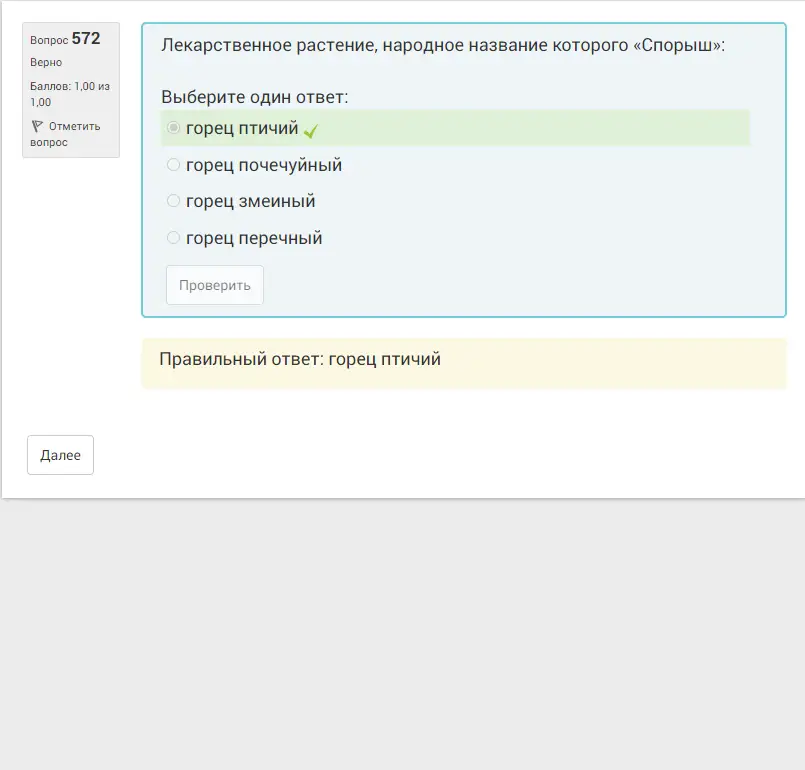 Вопрос 572
Верно
Баллов: 1,00 из
1,00
Отметить
вопрос
Лекарственное растение, народное название которого «Спорыш»:
Выберите один ответ:
горец птичий
горец почечуйный
горец змеиный
горец перечный
Проверить
Правильный ответ: горец птичий
Далее